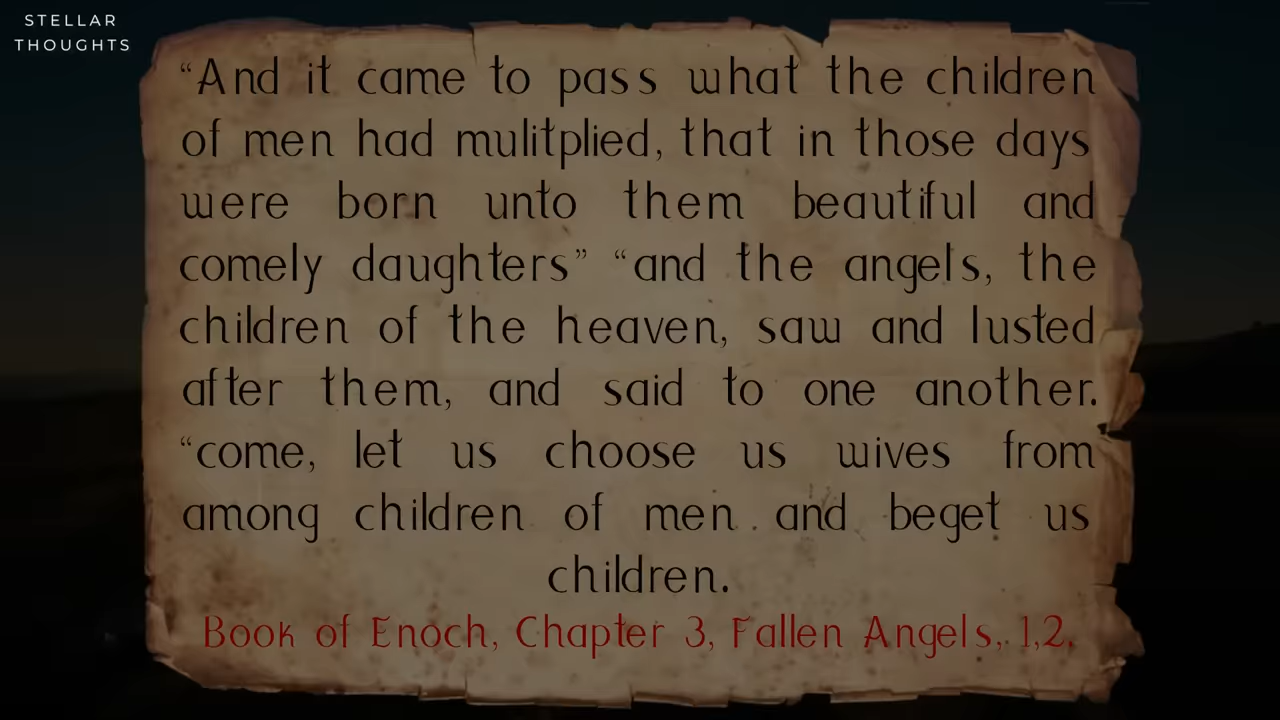 STELLAR
THOUGHTS
“And it came to pass what the children
of men had mulitplied, that in those days
were born unto them beautiful and
comely daughters” “and the angels, the
children of the heaven, saw and lusted
after them, and said to one another.
“come, let us choose us wives from
among children of men and beget us
children.
Book of Enoch, Chapter 3, Fallen Angels, 1,2.